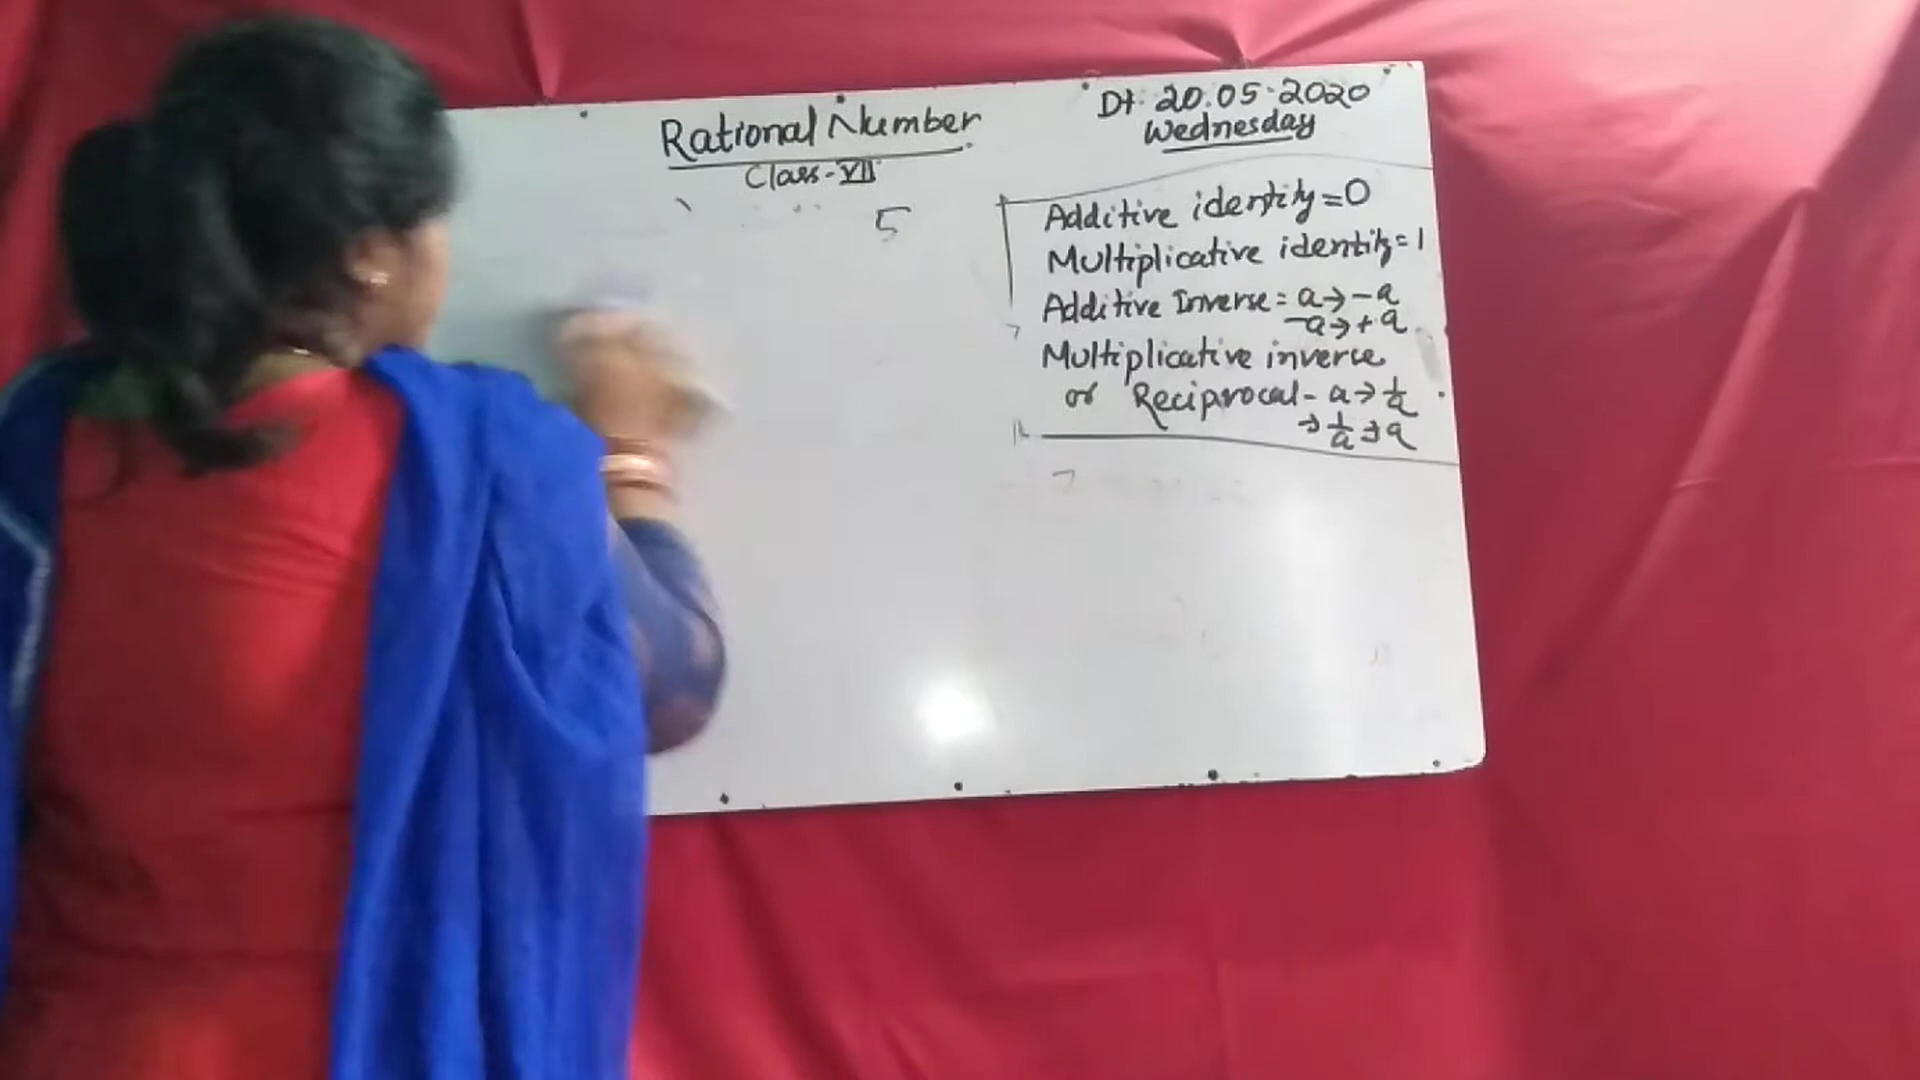 Rational Number
Class-VII
Dt: 20.05.2020
Wednesday
5
Additive identity=0
Multiplicative identity=1
Additive Inverse= a→-a
-a→+a
Multiplicative inverse
or Reciprocal- a→1/a
→1/a→a